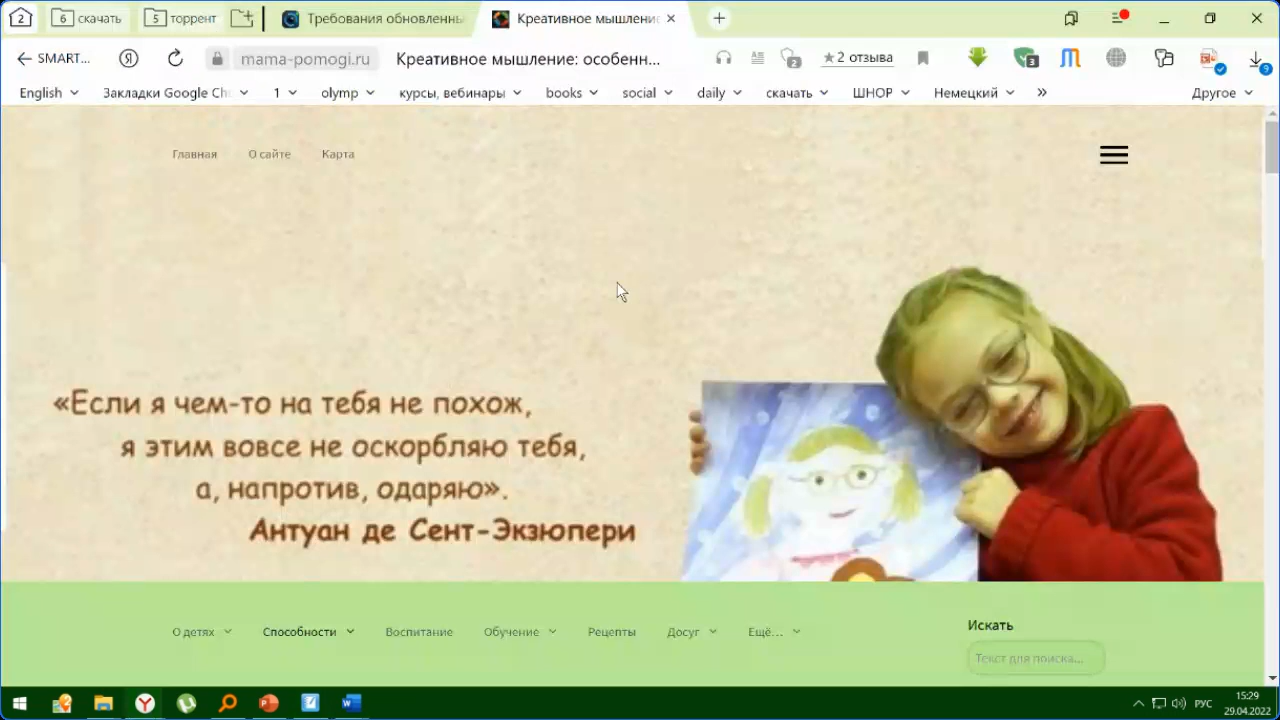 2
6 скачать
5 торрент
Требования обновленны
Креативное мышление
SMART...
mama-pomogi.ru
Креативное мышление: особенн...
2
★ 2 отзыва
3
9
English
Закладки Google Ch
1
olymp
курсы, вебинары
books
social
daily
скачать
ШНОР
Немецкий
»
Другое
Главная
О сайте
Карта
«Если я чем-то на тебя не похож,
я этим вовсе не оскорбляю тебя,
а, напротив, одаряю».
Антуан де Сент-Экзюпери
О детях
Способности
Воспитание
Обучение
Рецепты
Досуг
Ещё...
Искать
Текст для поиска...
РУС
15:29
29.04.2022